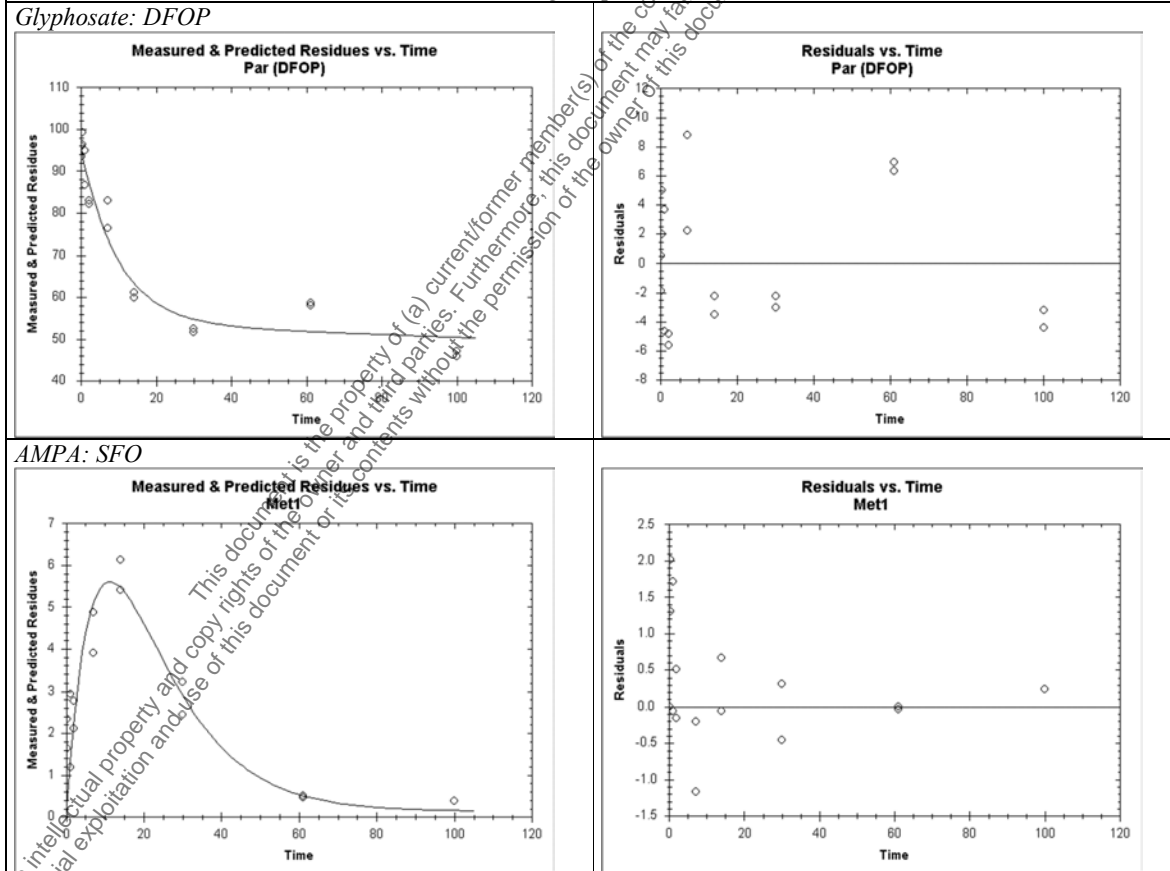 Glyphosate: DFOP
Measured & Predicted Residues vs. Time
Par (DFOP)
Measured & Predicted Residues
110
100
90
80
70
60
50
40
0 20 40 60 80 100 120
Time
Residuals vs. Time
Par (DFOP)
Residuals
12
10
8
6
4
2
0
-2
-4
-6
-8
0 20 40 60 80 100 120
Time
AMPA: SFO
Measured & Predicted Residues vs. Time
Met1
Measured & Predicted Residues
7
6
5
4
3
2
1
0
20 40 60 80 100 120
Time
Residuals vs. Time
Met1
Residuals
2.5
2.0
1.5
1.0
0.5
0.0
-0.5
-1.0
-1.5
0 20 40 60 80 100 120
Time
This document is the property of (a) current/former member(s) of the
intellectual property and copy rights of the owner and third parties. Furthermore, this document may
exploitation and use of this document or its contents without the permission of the owner of this